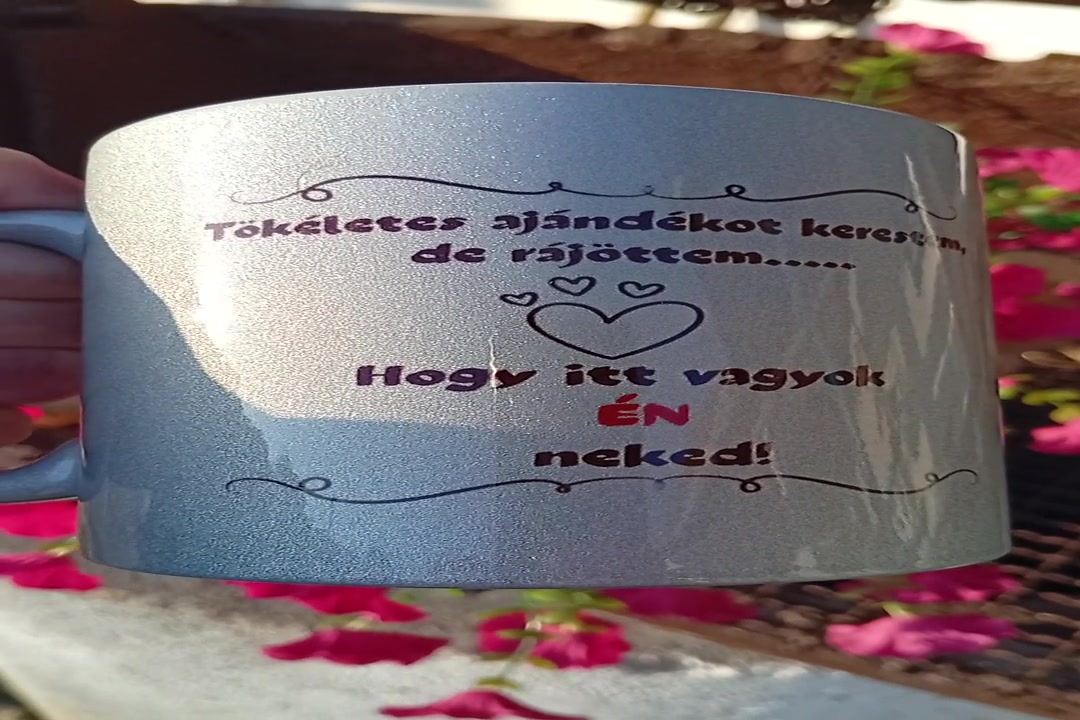 Tökéletes ajándékot kerestem,
de rájöttem.....
Hogy itt vagyok
ÉN
neked!